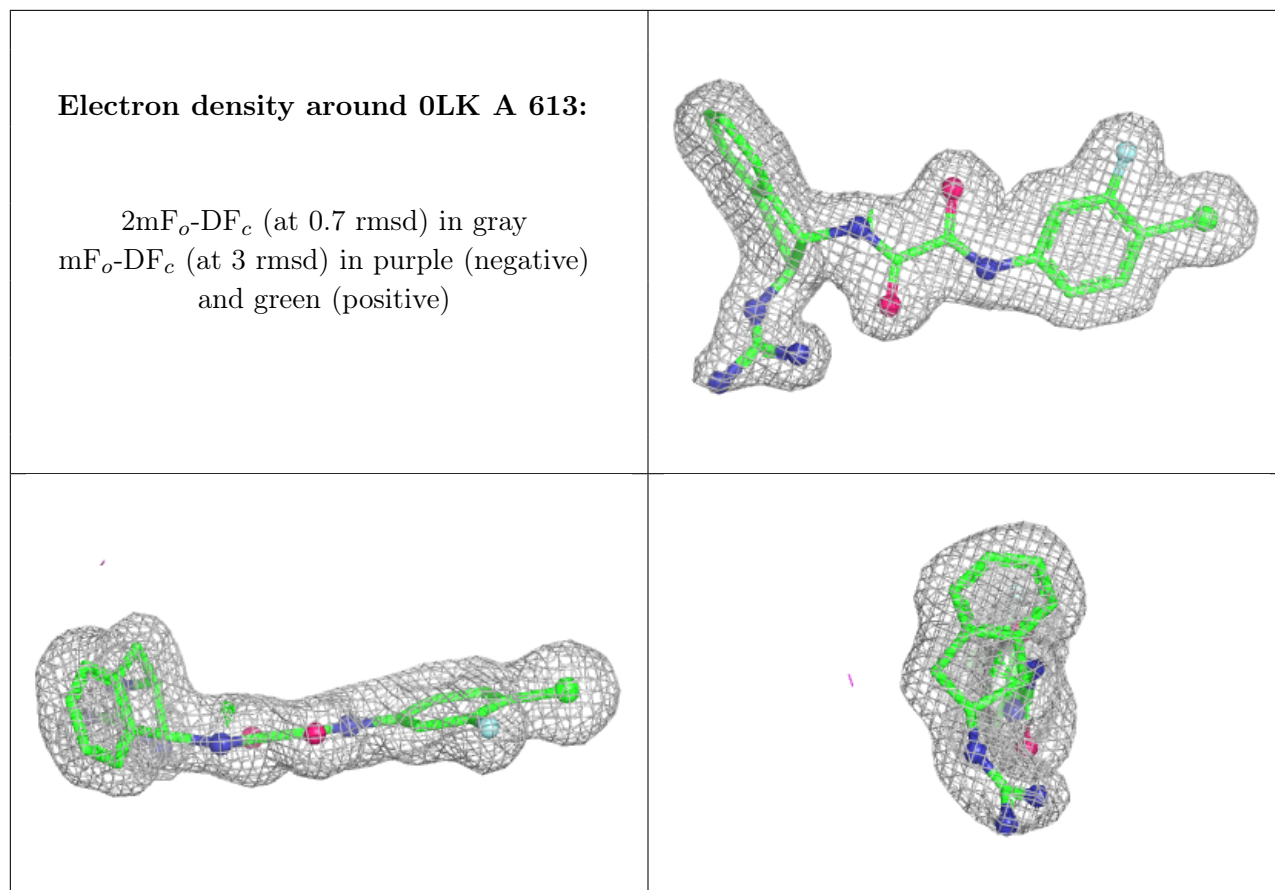 Electron density around 0LK A 613:
2mFₒ-DF𝒸 (at 0.7 rmsd) in gray
mFₒ-DF𝒸 (at 3 rmsd) in purple (negative)
and green (positive)